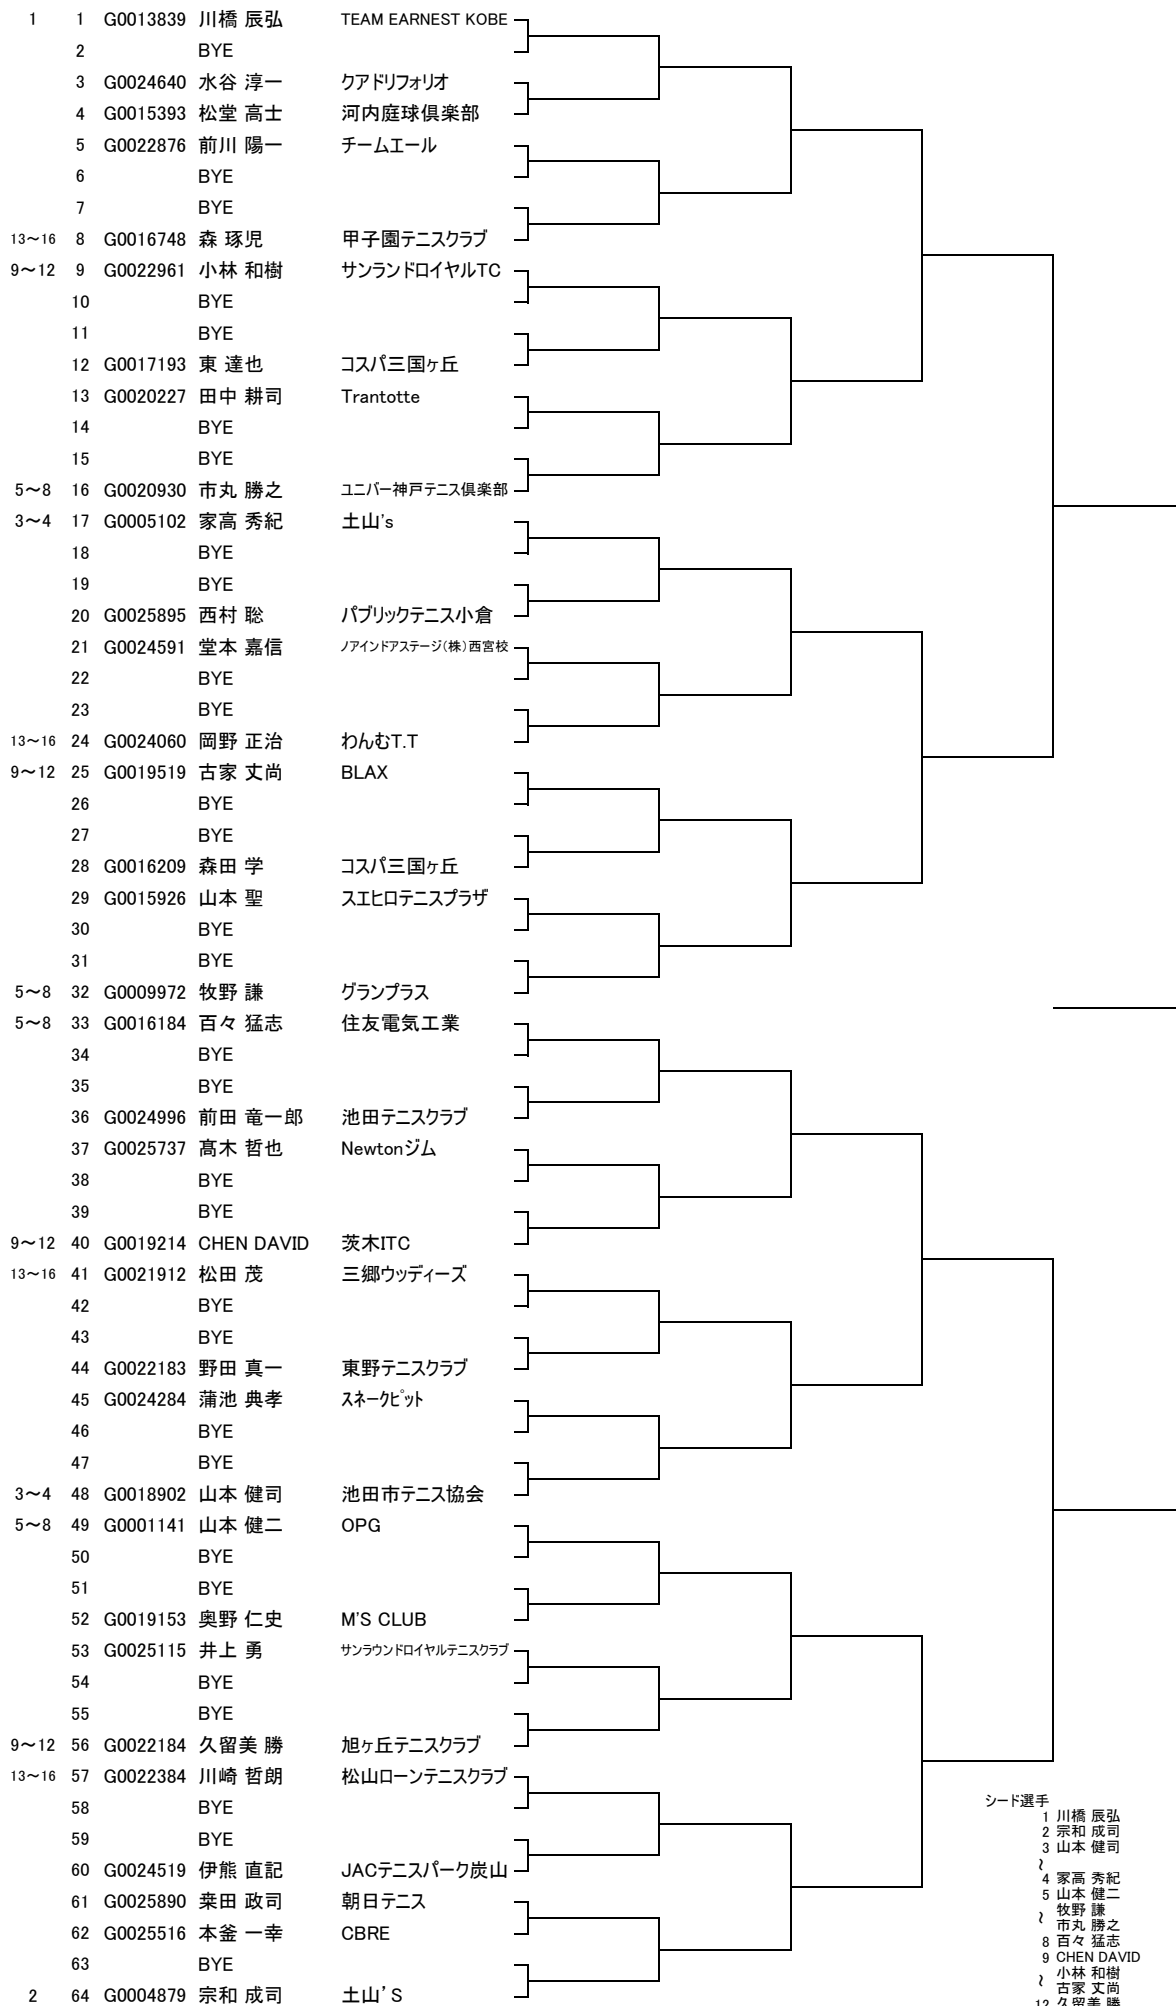 1 1 G0013839 川橋 辰弘 TEAM EARNEST KOBE
2 BYE
3 G0024640 水谷 淳一 クアドリフォリオ
4 G0015393 松堂 高士 河内庭球倶楽部
5 G0022876 前川 陽一 チームエール
6 BYE
7 BYE
13～16 8 G0016748 森 琢児 甲子園テニスクラブ
9～12 9 G0022961 小林 和樹 サンランドロイヤルTC
10 BYE
11 BYE
12 G0017193 東 達也 コスパ三国ヶ丘
13 G0020227 田中 耕司 Trantotte
14 BYE
15 BYE
5～8 16 G0020930 市丸 勝之 ユニバー神戸テニス倶楽部
3～4 17 G0005102 家高 秀紀 土山's
18 BYE
19 BYE
20 G0025895 西村 聡 パブリックテニス小倉
21 G0024591 堂本 嘉信 ノアインドアステージ(株)西宮校
22 BYE
23 BYE
13～16 24 G0024060 岡野 正治 わんむT.T
9～12 25 G0019519 古家 丈尚 BLAX
26 BYE
27 BYE
28 G0016209 森田 学 コスパ三国ヶ丘
29 G0015926 山本 聖 スエヒロテニスプラザ
30 BYE
31 BYE
5～8 32 G0009972 牧野 謙 グランプラス
5～8 33 G0016184 百々 猛志 住友電気工業
34 BYE
35 BYE
36 G0024996 前田 竜一郎 池田テニスクラブ
37 G0025737 髙木 哲也 Newtonジム
38 BYE
39 BYE
9～12 40 G0019214 CHEN DAVID 茨木ITC
13～16 41 G0021912 松田 茂 三郷ウッディーズ
42 BYE
43 BYE
44 G0022183 野田 真一 東野テニスクラブ
45 G0024284 蒲池 典孝 スネークピット
46 BYE
47 BYE
3～4 48 G0018902 山本 健司 池田市テニス協会
5～8 49 G0001141 山本 健二 OPG
50 BYE
51 BYE
52 G0019153 奥野 仁史 M'S CLUB
53 G0025115 井上 勇 サンラウンドロイヤルテニスクラブ
54 BYE
55 BYE
9～12 56 G0022184 久留美 勝 旭ヶ丘テニスクラブ
13～16 57 G0022384 川崎 哲朗 松山ローンテニスクラブ
58 BYE
59 BYE
60 G0024519 伊熊 直記 JACテニスパーク炭山
61 G0025890 桒田 政司 朝日テニス
62 G0025516 本釜 一幸 CBRE
63 BYE
2 64 G0004879 宗和 成司 土山’S
シード選手
1 川橋 辰弘
2 宗和 成司
3 山本 健司
～
4 家高 秀紀
5 山本 健二
～ 牧野 謙
市丸 勝之
8 百々 猛志
9 CHEN DAVID
～ 小林 和樹
古家 丈尚
12 久留美 勝